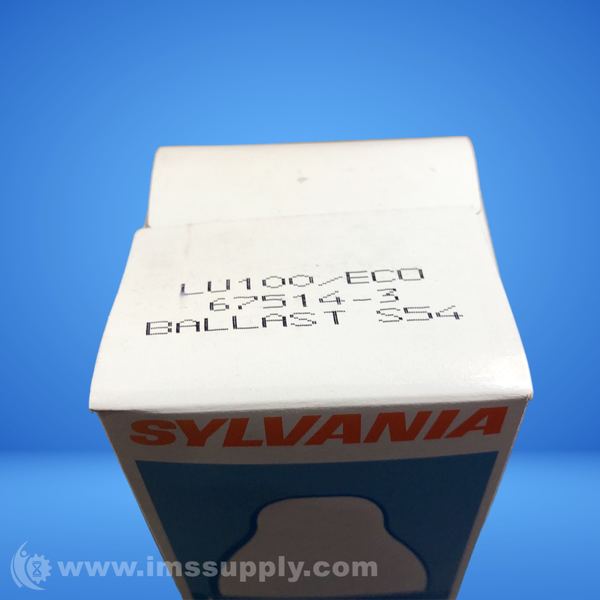 LU100/ECO
67514-3
BALLAST S54
SYLVANIA
www.imssupply.com